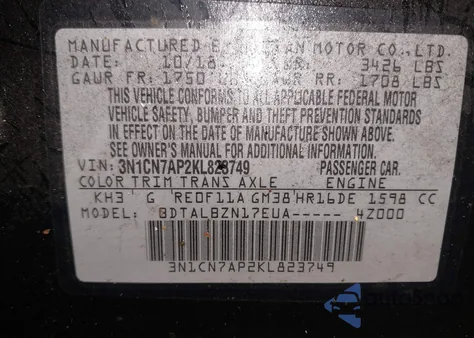 MANUFACTURED BY NISSAN MOTOR CO., LTD.
DATE: 10/18 GVWR: 3426 LBS
GAWR FR: 1750 LBS GAWR RR: 1708 LBS
THIS VEHICLE CONFORMS TO ALL APPLICABLE FEDERAL MOTOR
VEHICLE SAFETY, BUMPER AND THEFT PREVENTION STANDARDS
IN EFFECT ON THE DATE OF MANUFACTURE SHOWN ABOVE.
SEE OWNER'S MANUAL FOR ADDITIONAL INFORMATION.
VIN: 3N1CN7AP2KL823749 PASSENGER CAR.
COLOR TRIM TRANS AXLE ENGINE
KH3 G RE0F11A GM38 HR16DE 1598 CC
MODEL: BDTALBZN17EUA----- 4Z000
3N1CN7AP2KL823749